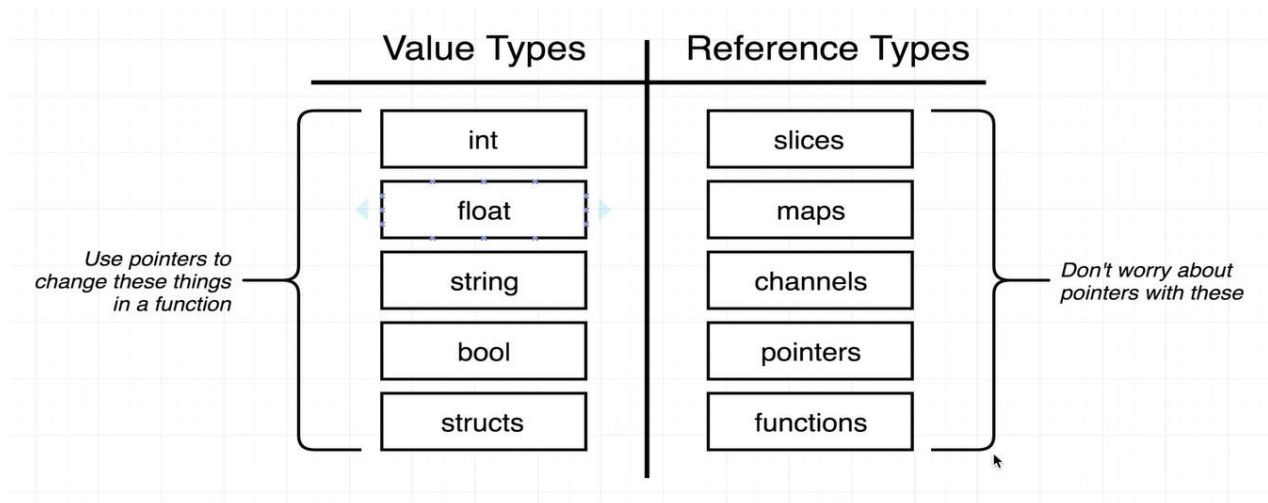 Value Types
Reference Types
int
float
string
bool
structs
slices
maps
channels
pointers
functions
Use pointers to
change these things
in a function
Don't worry about
pointers with these